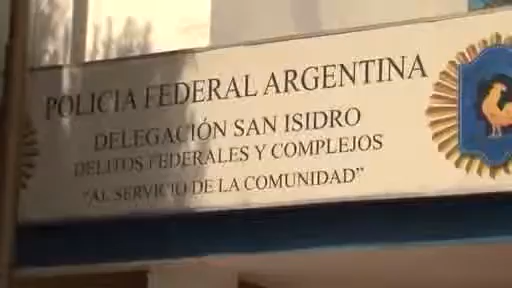 POLICIA FEDERAL ARGENTINA
DELEGACIÓN SAN ISIDRO
DELITOS FEDERALES Y COMPLEJOS
"AL SERVICIO DE LA COMUNIDAD"